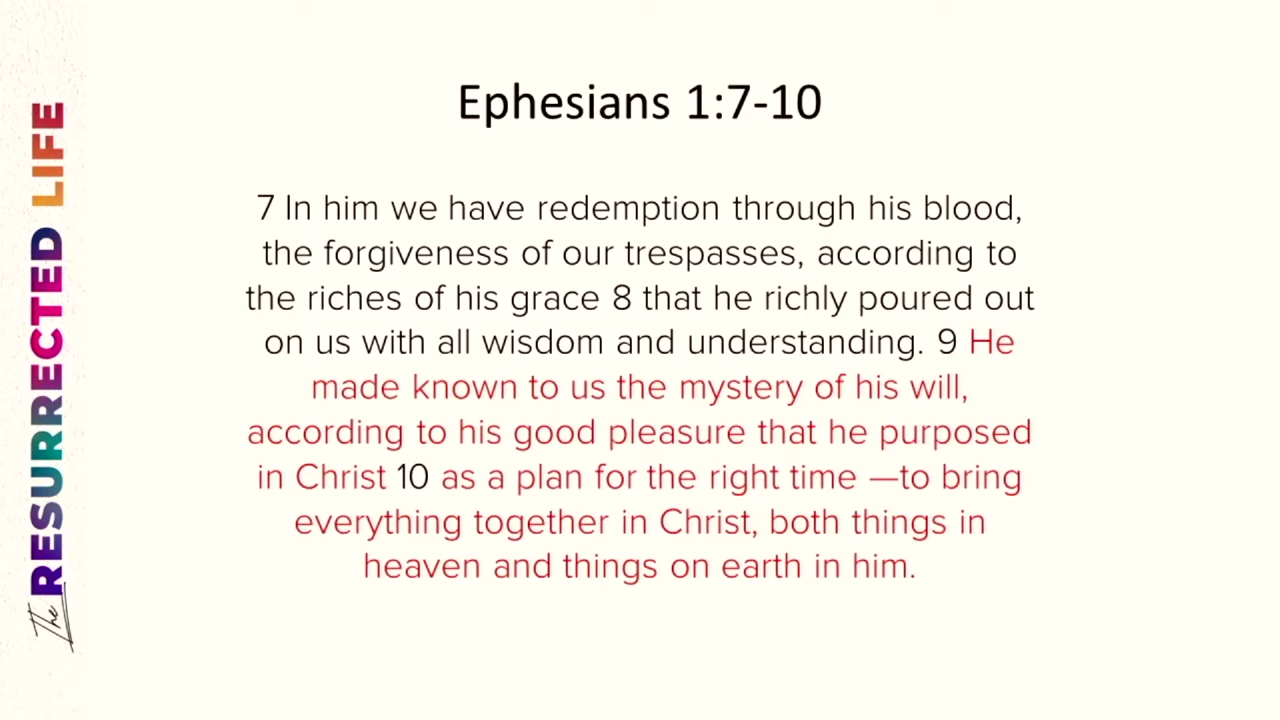 Ephesians 1:7-10
7 In him we have redemption through his blood,
the forgiveness of our trespasses, according to
the riches of his grace 8 that he richly poured out
on us with all wisdom and understanding. 9 He
made known to us the mystery of his will,
according to his good pleasure that he purposed
in Christ 10 as a plan for the right time —to bring
everything together in Christ, both things in
heaven and things on earth in him.
The RESURRECTED LIFE